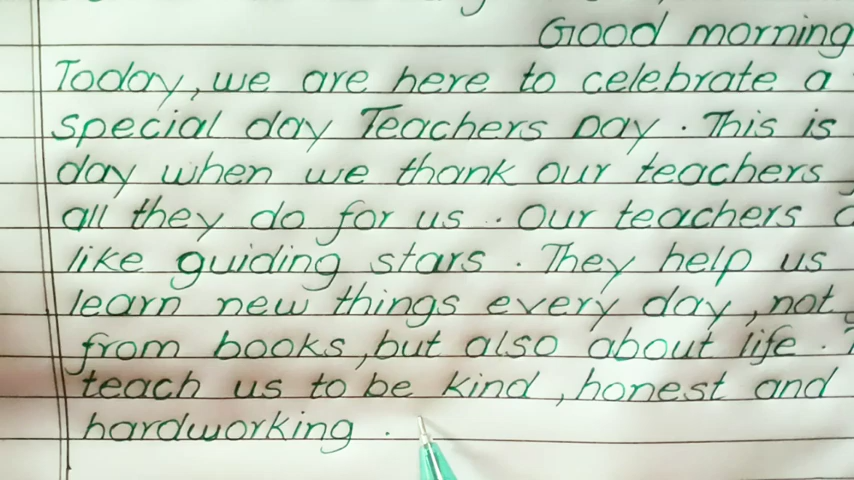 Good morning
Today, we are here to celebrate a
special day Teachers Day. This is
day when we thank our teachers
all they do for us. Our teachers
like guiding stars. They help us
learn new things every day, not
from books, but also about life.
teach us to be kind, honest and
hardworking.